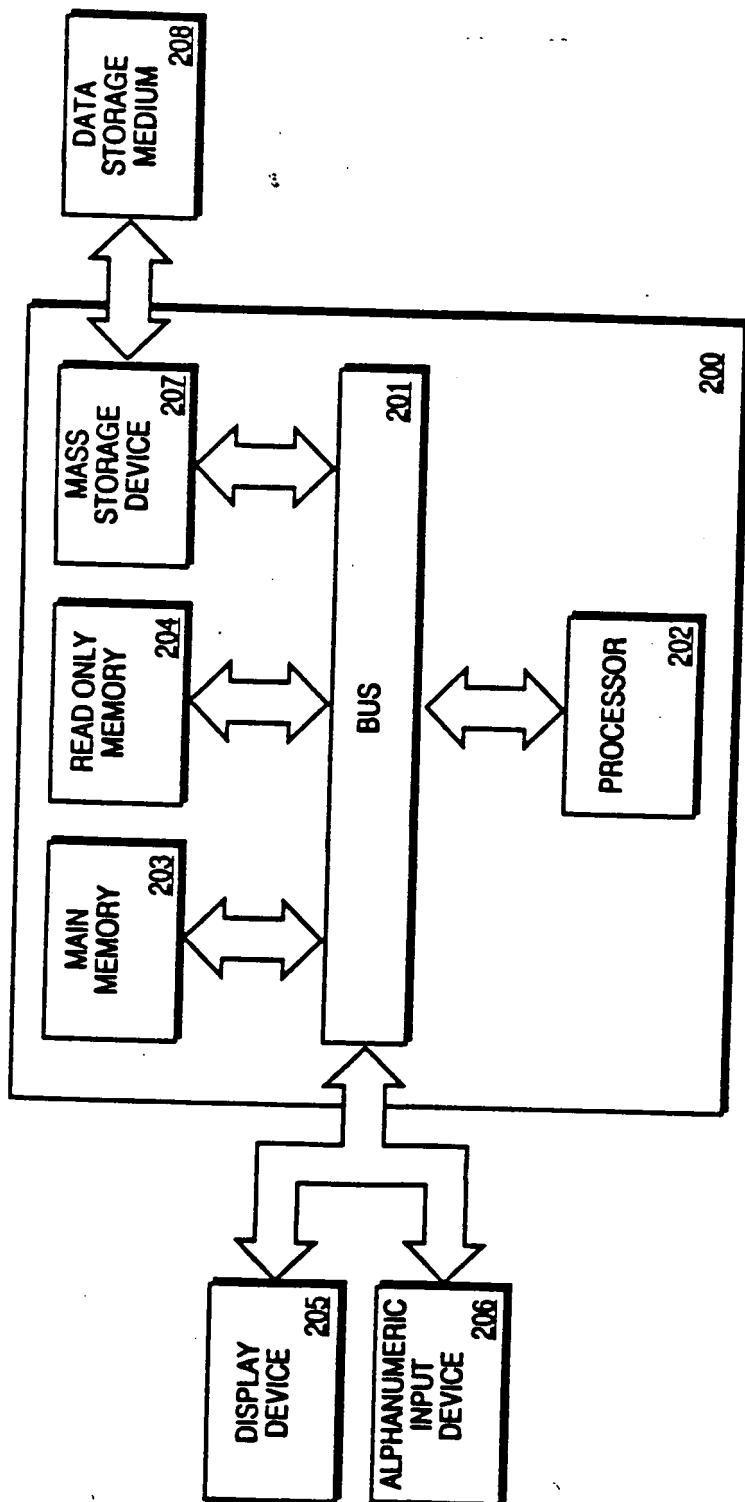 MAIN
MEMORY
203
READ ONLY
MEMORY
204
MASS
STORAGE
DEVICE
207
DATA
STORAGE
MEDIUM
208
DISPLAY
DEVICE
205
BUS
201
ALPHANUMERIC
INPUT
DEVICE
206
PROCESSOR
202
200